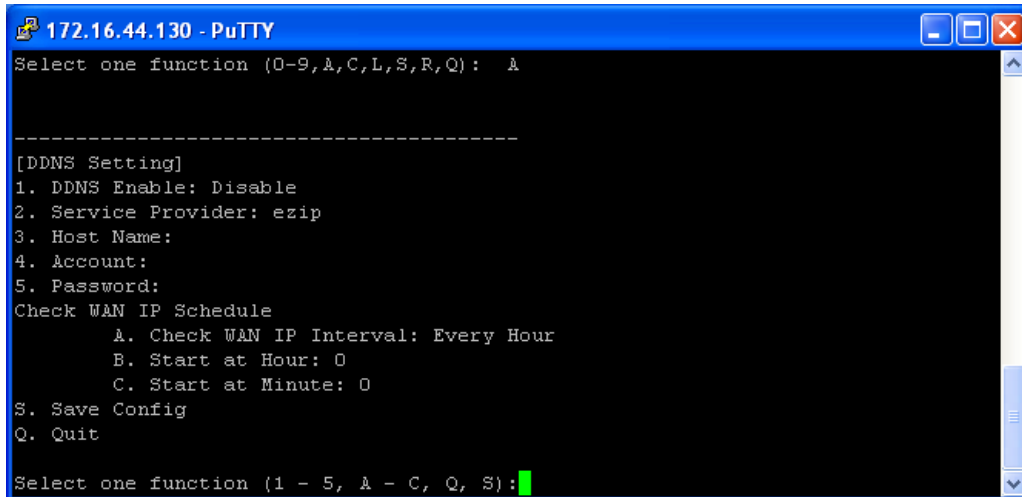 172.16.44.130 - PuTTY
Select one function (0-9,A,C,L,S,R,Q):  A
-----------------------------------------
[DDNS Setting]
1. DDNS Enable: Disable
2. Service Provider: ezip
3. Host Name:
4. Account:
5. Password:
Check WAN IP Schedule
        A. Check WAN IP Interval: Every Hour
        B. Start at Hour: 0
        C. Start at Minute: 0
S. Save Config
Q. Quit
Select one function (1 - 5, A - C, Q, S):